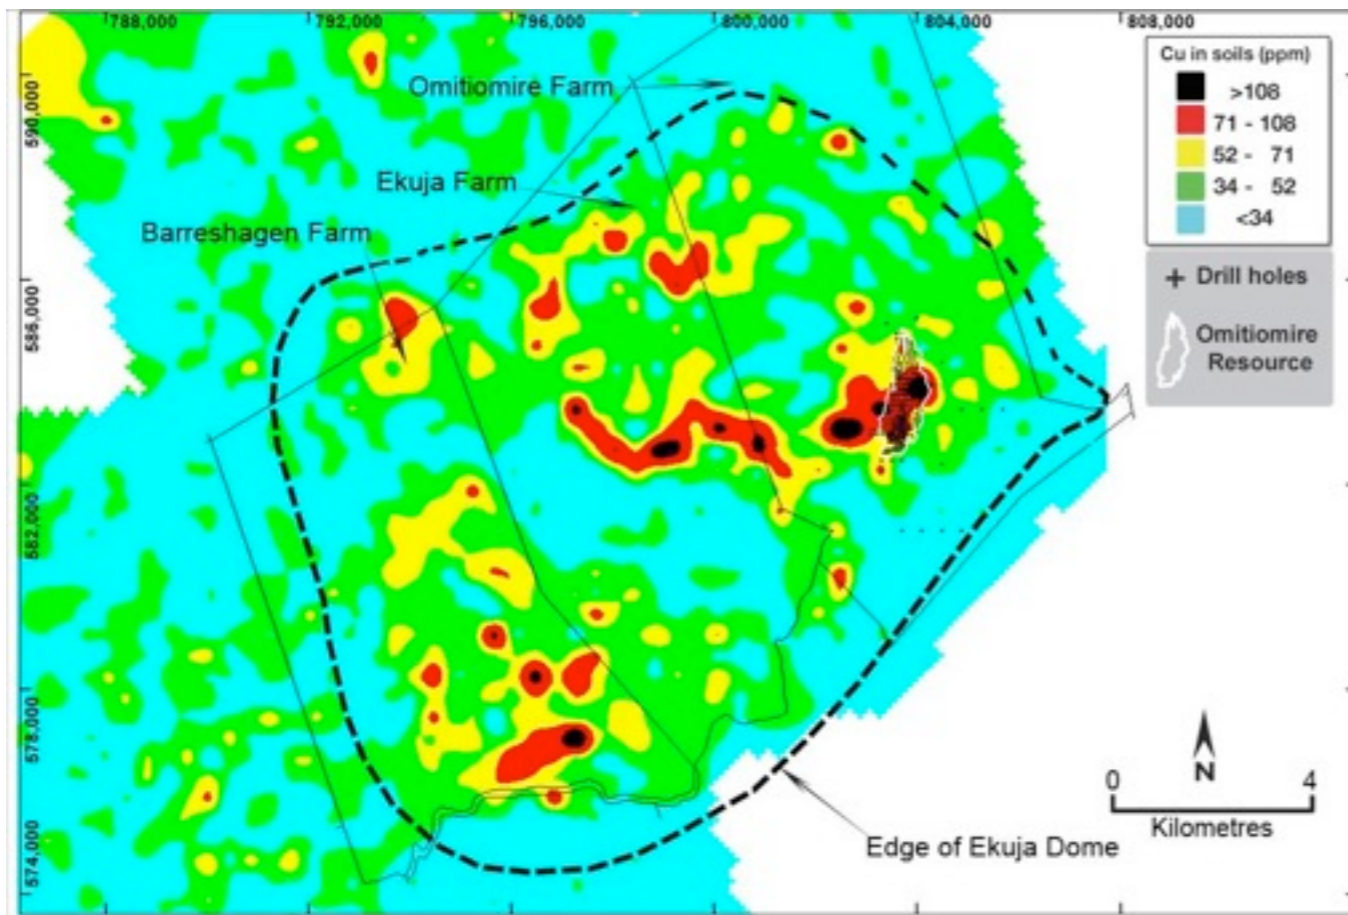 788,000 792,000 796,000 800,000 804,000 808,000
590,000
586,000
582,000
578,000
574,000
Omitiomire Farm
Ekuja Farm
Barreshagen Farm
Cu in soils (ppm)
>108
71 - 108
52 - 71
34 - 52
<34
Drill holes
Omitiomire
Resource
N
0 4
Kilometres
Edge of Ekuja Dome